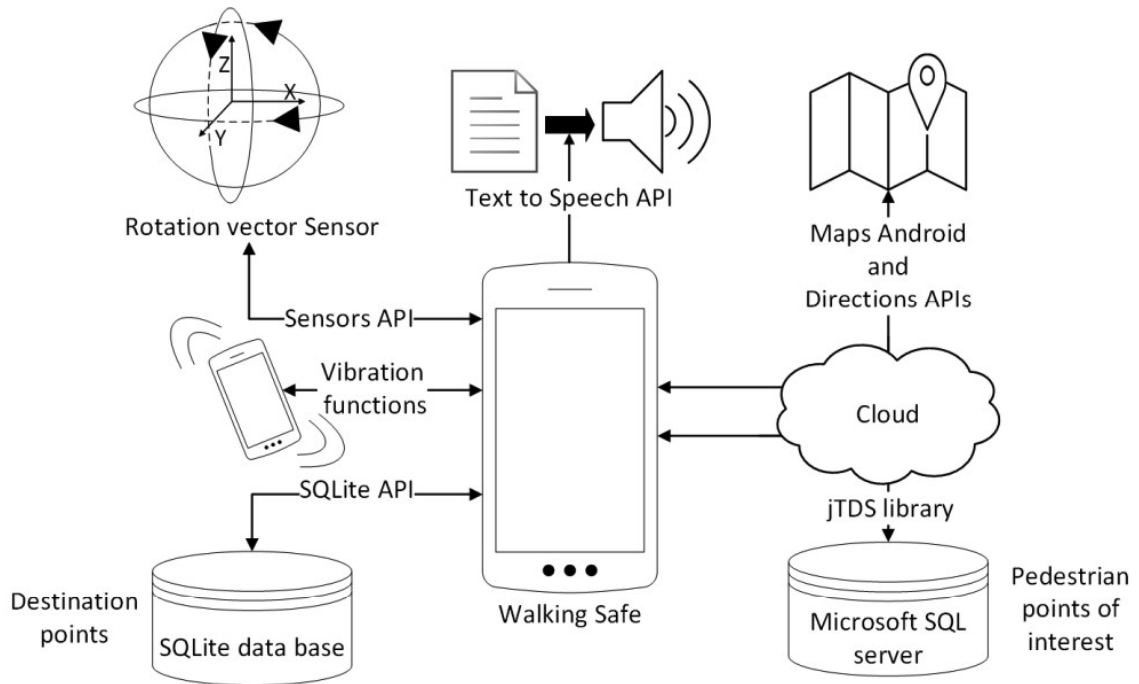 Z
X
Y
Rotation vector Sensor
Text to Speech API
Maps Android
and
Directions APIs
Sensors API
Vibration
functions
SQLite API
Cloud
jTDS library
Walking Safe
Destination
points
SQLite data base
Microsoft SQL
server
Pedestrian
points of
interest